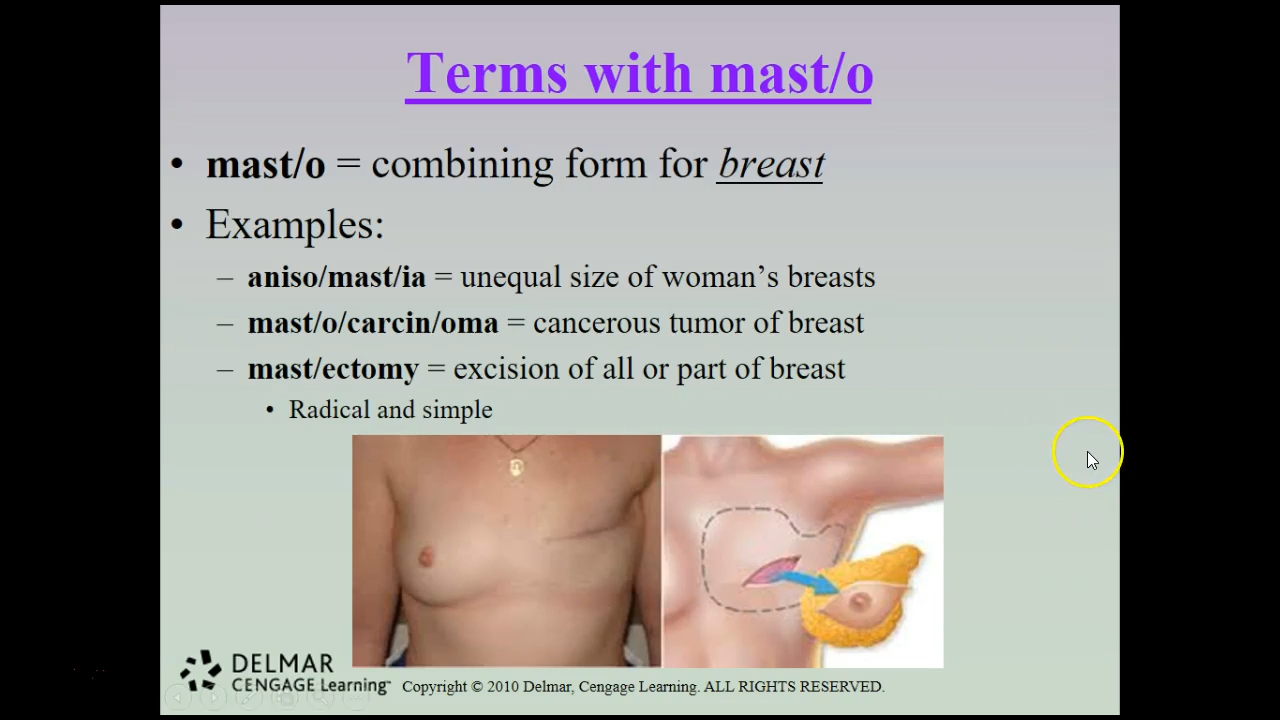 Terms with mast/o
• mast/o = combining form for breast
• Examples:
– aniso/mast/ia = unequal size of woman's breasts
– mast/o/carcin/oma = cancerous tumor of breast
– mast/ectomy = excision of all or part of breast
• Radical and simple
DELMAR
CENGAGE Learning™
Copyright © 2010 Delmar, Cengage Learning. ALL RIGHTS RESERVED.